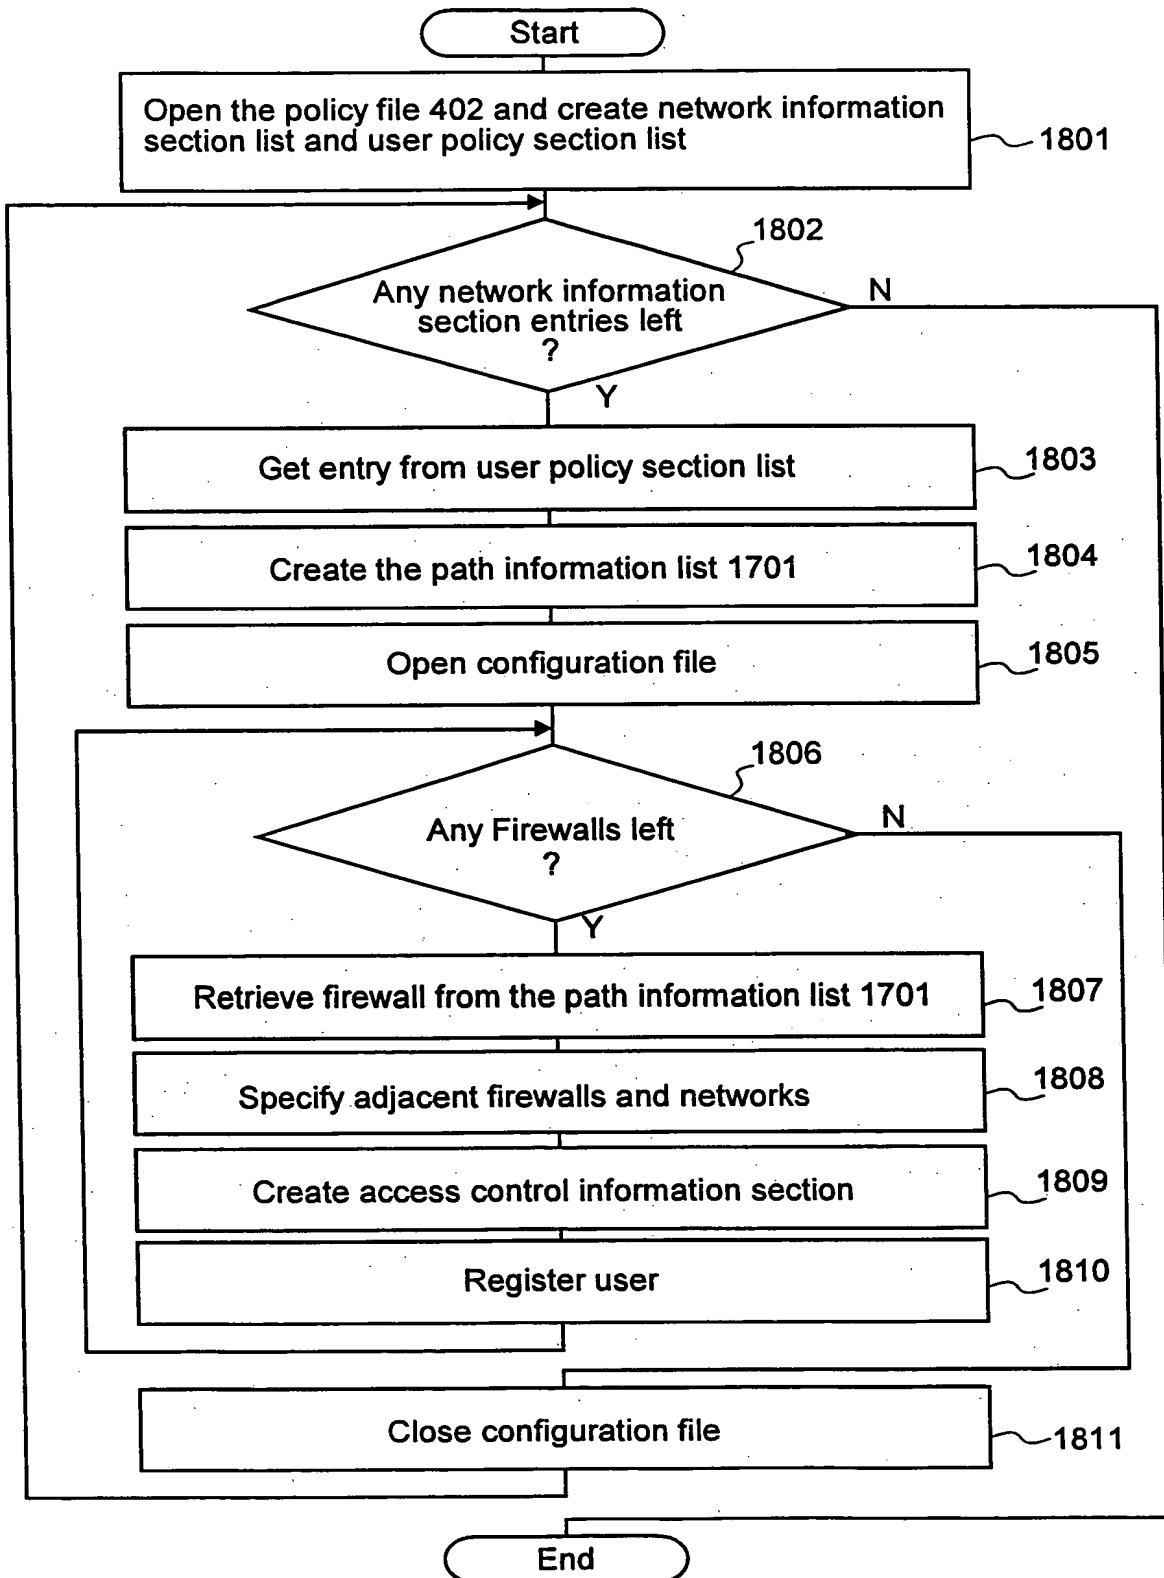 Start
Open the policy file 402 and create network information
section list and user policy section list
1801
1802
Any network information
section entries left
?
N
Y
Get entry from user policy section list
1803
Create the path information list 1701
1804
Open configuration file
1805
1806
Any Firewalls left
?
N
Y
Retrieve firewall from the path information list 1701
1807
Specify adjacent firewalls and networks
1808
Create access control information section
1809
Register user
1810
Close configuration file
1811
End